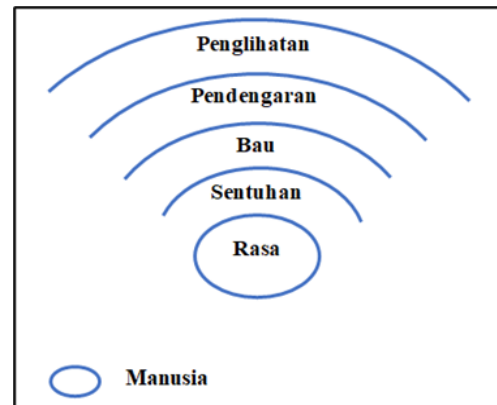 Penglihatan
Pendengaran
Bau
Sentuhan
Rasa
Manusia